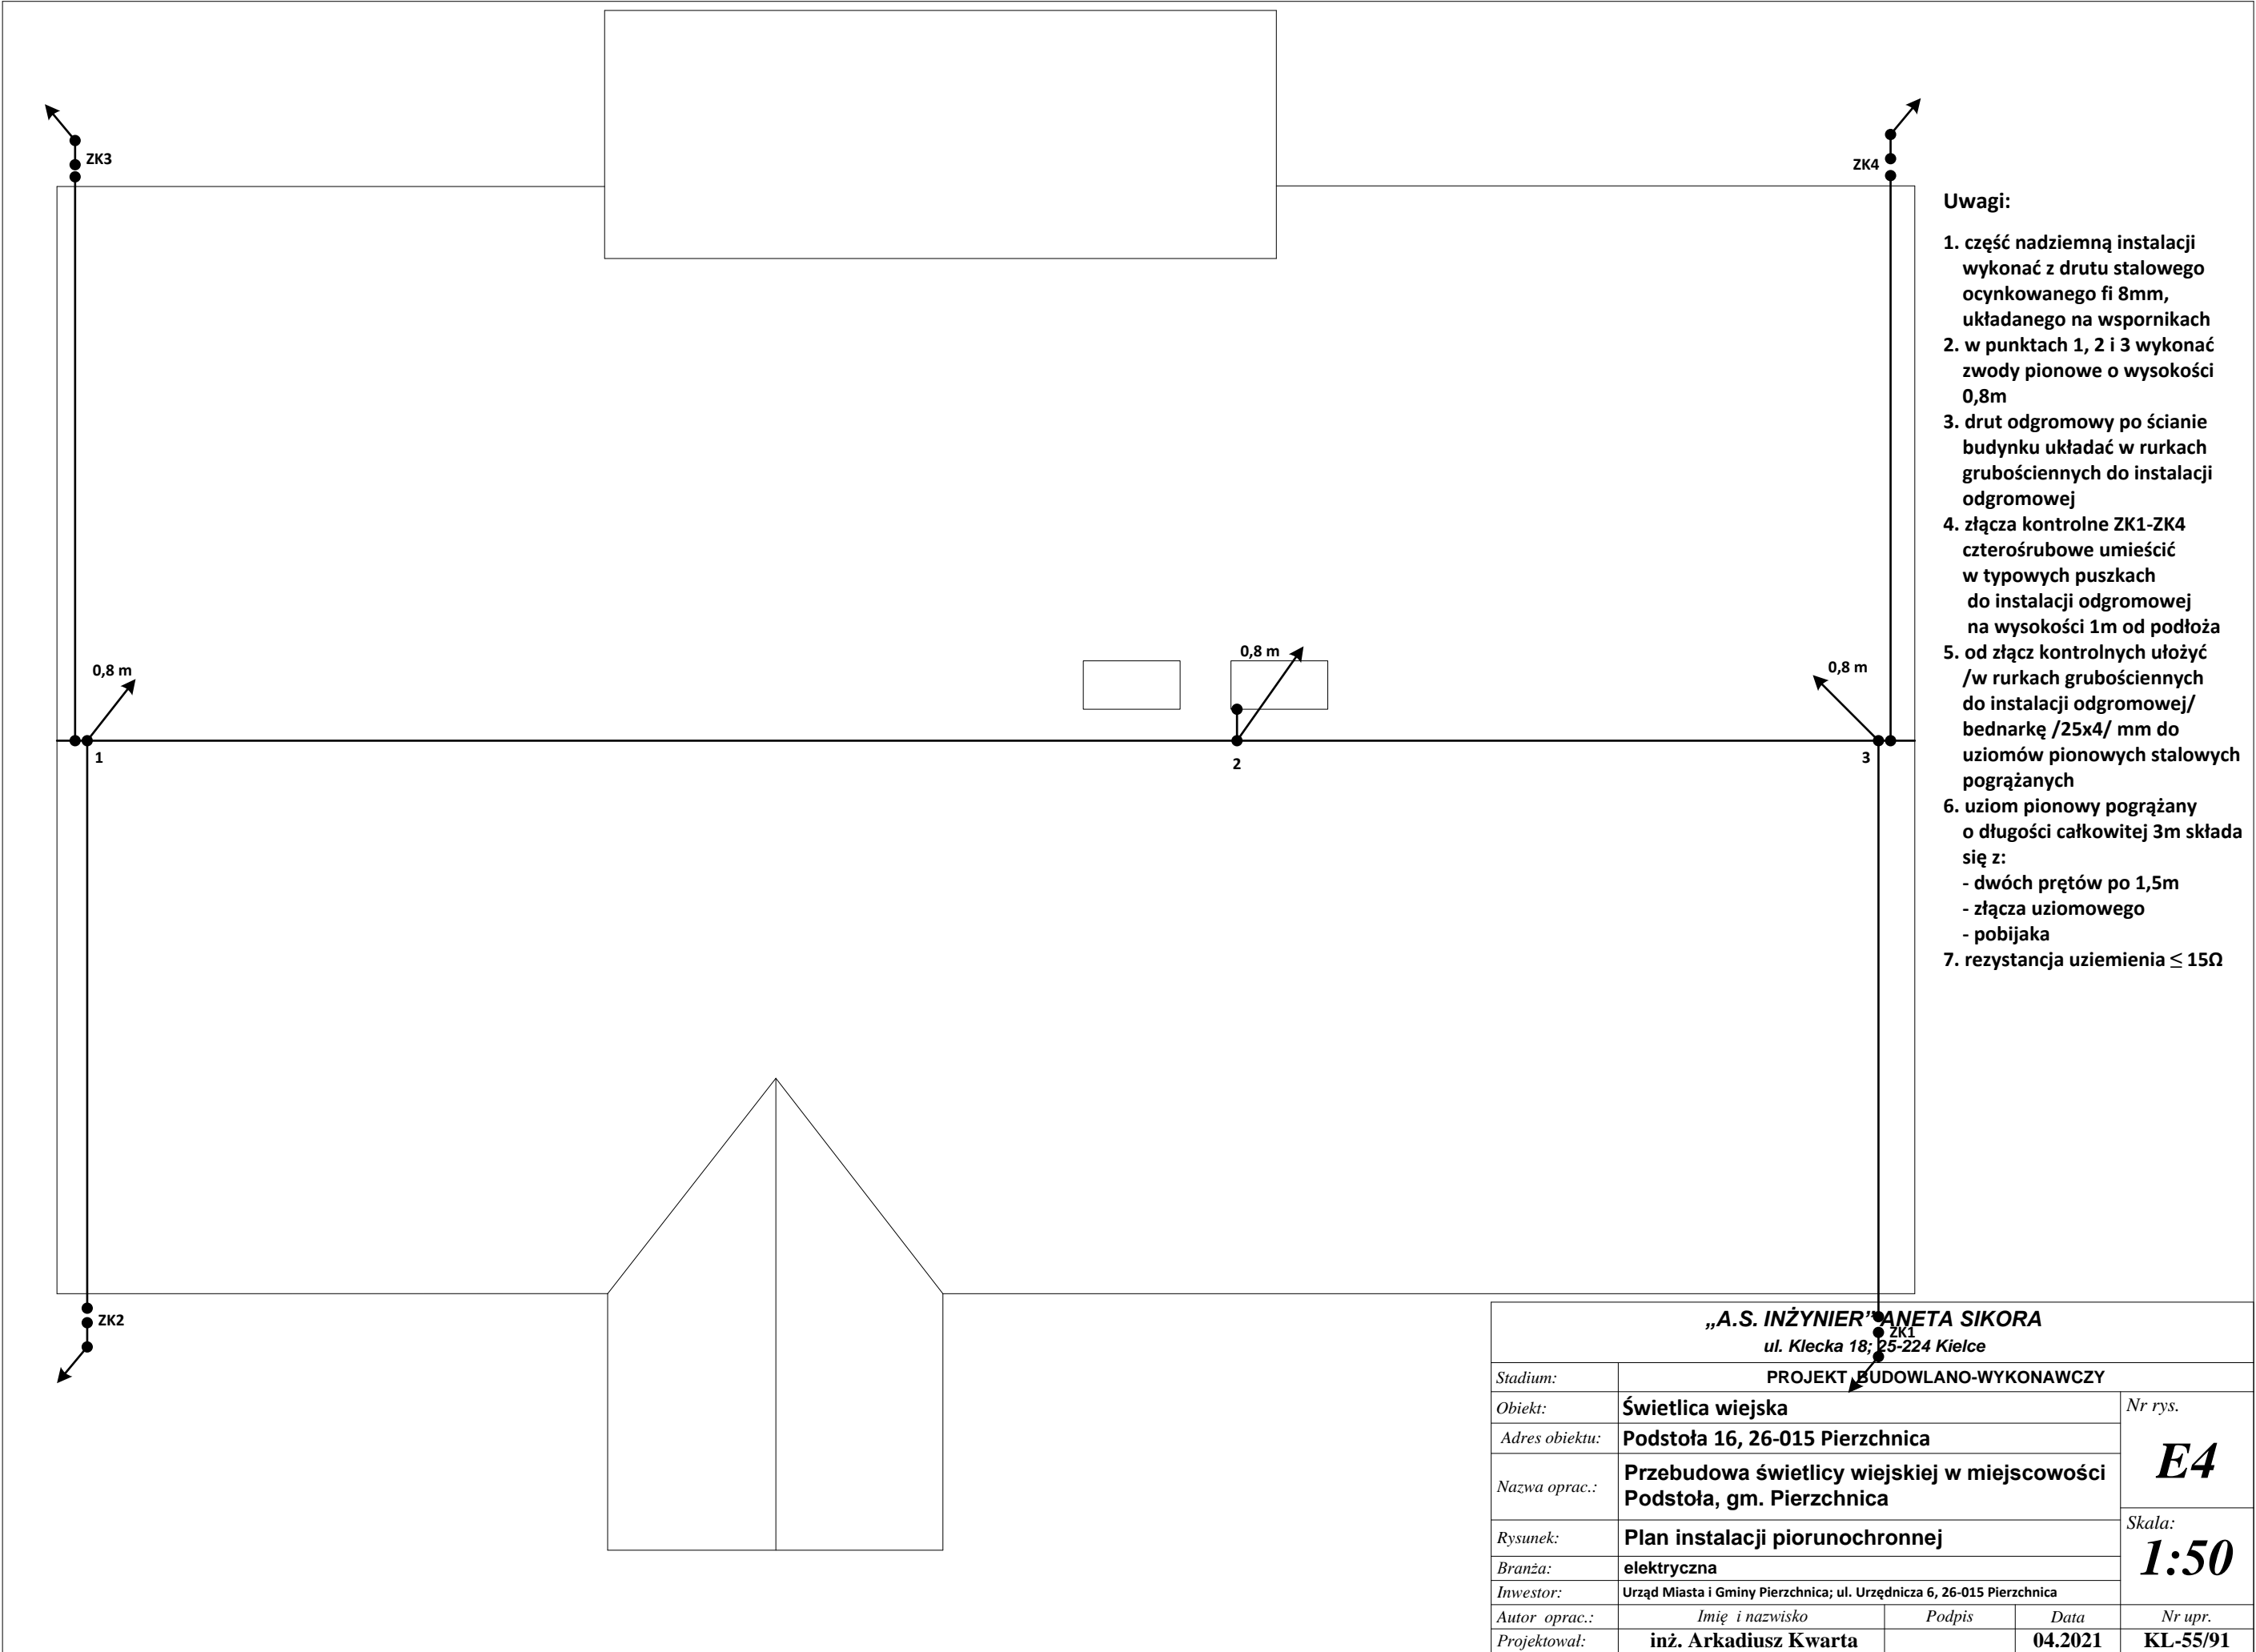 ZK3
ZK4
0,8 m
0,8 m
0,8 m
1
2
3
ZK2
ZK1
Uwagi:
1. część nadziemną instalacji
wykonać z drutu stalowego
ocynkowanego fi 8mm,
układanego na wspornikach
2. w punktach 1, 2 i 3 wykonać
zwody pionowe o wysokości
0,8m
3. drut odgromowy po ścianie
budynku układać w rurkach
grubościennych do instalacji
odgromowej
4. złącza kontrolne ZK1-ZK4
czterośrubowe umieścić
w typowych puszkach
do instalacji odgromowej
na wysokości 1m od podłoża
5. od złącz kontrolnych ułożyć
/w rurkach grubościennych
do instalacji odgromowej/
bednarkę /25x4/ mm do
uziomów pionowych stalowych
pogrążanych
6. uziom pionowy pogrążany
o długości całkowitej 3m składa
się z:
- dwóch prętów po 1,5m
- złącza uziomowego
- pobijaka
7. rezystancja uziemienia ≤ 15Ω
„A.S. INŻYNIER” ANETA SIKORA
ul. Klecka 18; 25-224 Kielce
Stadium: PROJEKT BUDOWLANO-WYKONAWCZY
Obiekt: Świetlica wiejska
Nr rys.
E4
Adres obiektu: Podstoła 16, 26-015 Pierzchnica
Nazwa oprac.: Przebudowa świetlicy wiejskiej w miejscowości
Podstoła, gm. Pierzchnica
Skala:
1:50
Rysunek: Plan instalacji piorunochronnej
Branża: elektryczna
Inwestor: Urząd Miasta i Gminy Pierzchnica; ul. Urzędnicza 6, 26-015 Pierzchnica
Autor oprac.: Imię i nazwisko Podpis Data Nr upr.
Projektował: inż. Arkadiusz Kwarta 04.2021 KL-55/91